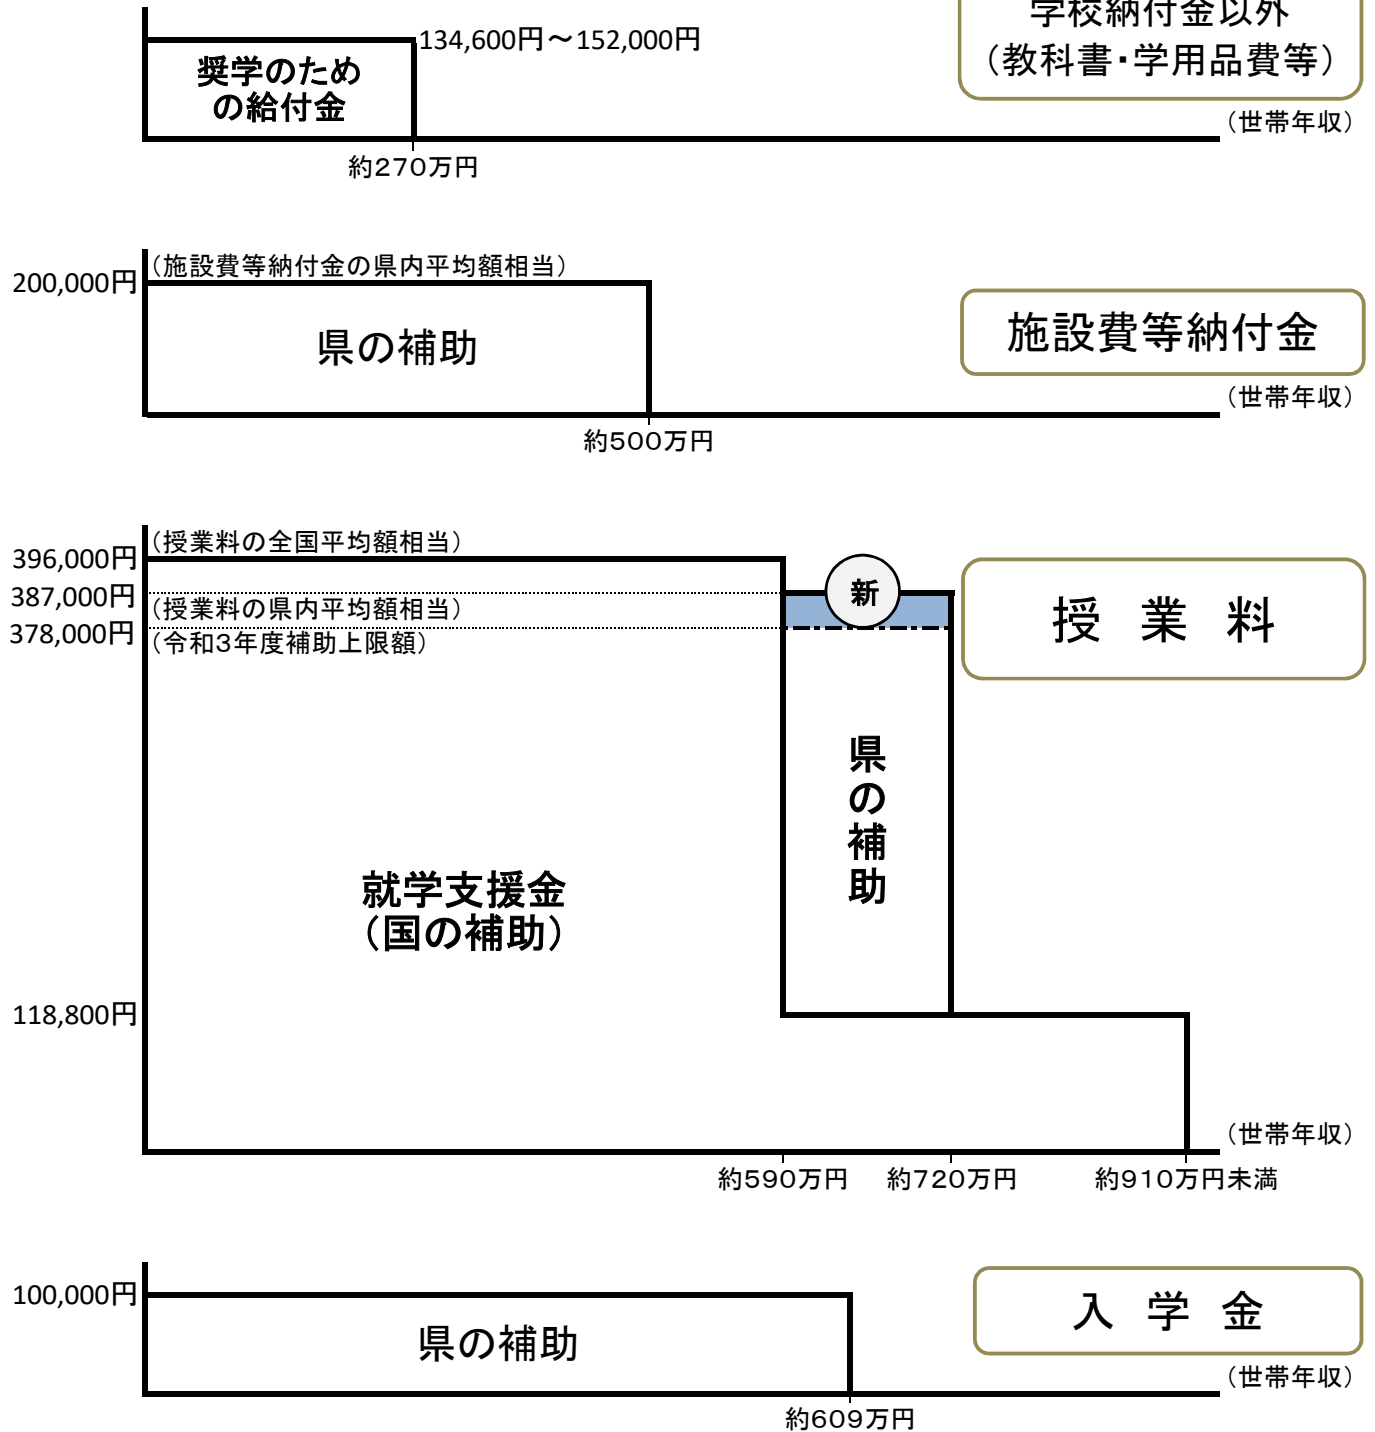 学校納付金以外
（教科書・学用品費等）
134,600円～152,000円
奨学のため
の給付金
（世帯年収）
約270万円
（施設費等納付金の県内平均額相当）
200,000円
県の補助
施設費等納付金
（世帯年収）
約500万円
（授業料の全国平均額相当）
396,000円
387,000円
（授業料の県内平均額相当）
378,000円
（令和3年度補助上限額）
新
授　業　料
県の補助
就学支援金
（国の補助）
118,800円
（世帯年収）
約590万円
約720万円
約910万円未満
100,000円
県の補助
入　学　金
（世帯年収）
約609万円